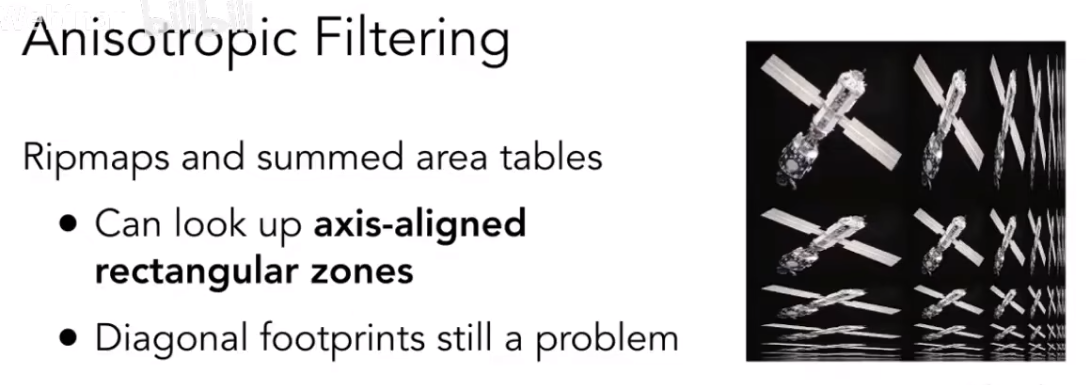 Anisotropic Filtering
Ripmaps and summed area tables
• Can look up axis-aligned
rectangular zones
• Diagonal footprints still a problem